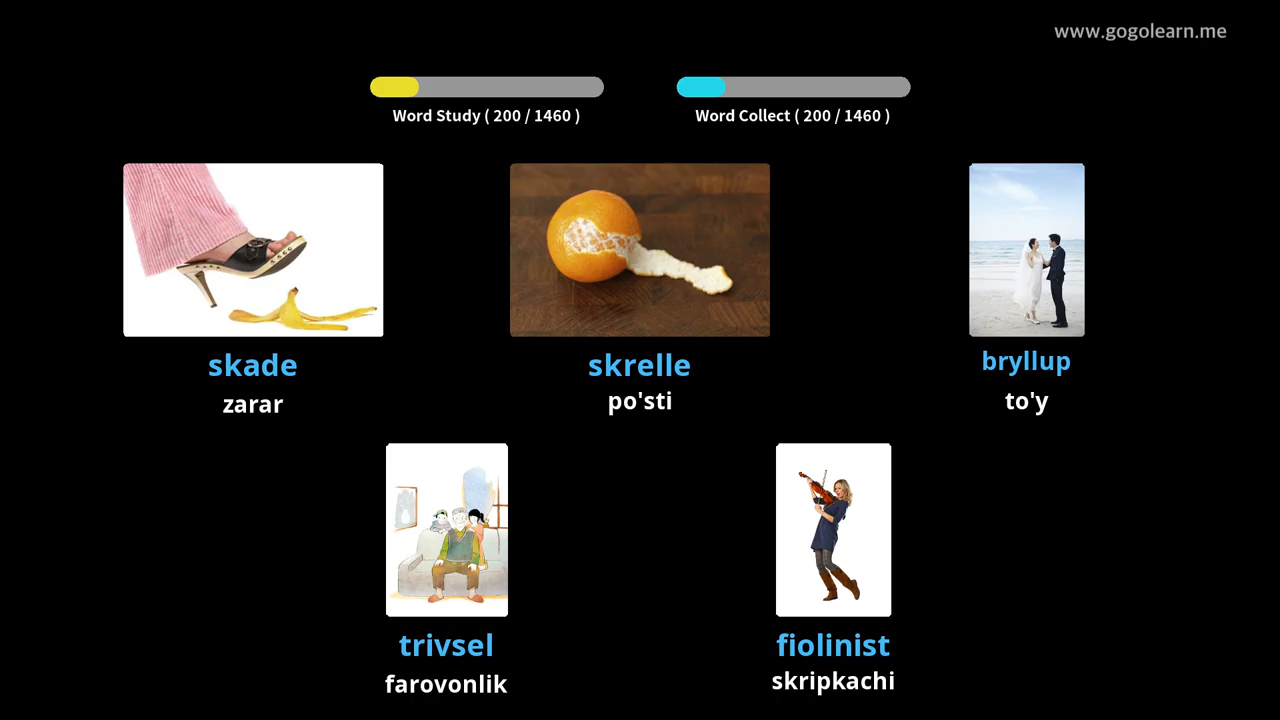 www.gogolearn.me
Word Study ( 200 / 1460 )
Word Collect ( 200 / 1460 )
skade
zarar
skrelle
po'sti
bryllup
to'y
trivsel
farovonlik
fiolinist
skripkachi